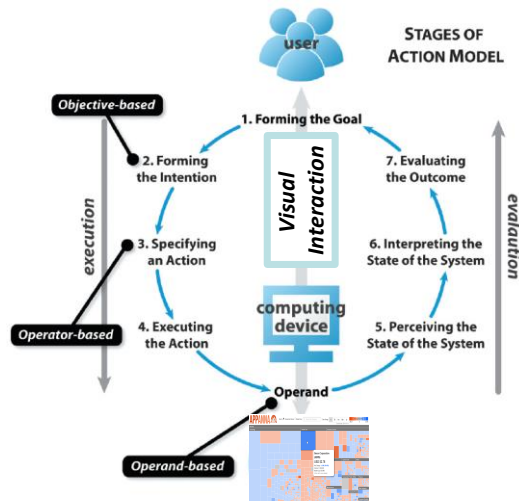 user
STAGES OF
ACTION MODEL
Objective-based
1. Forming the Goal
2. Forming
the Intention
7. Evaluating
the Outcome
Visual
Interaction
execution
evalaution
3. Specifying
an Action
6. Interpreting the
State of the System
computing
device
Operator-based
4. Executing
the Action
5. Perceiving the
State of the System
Operand
Operand-based